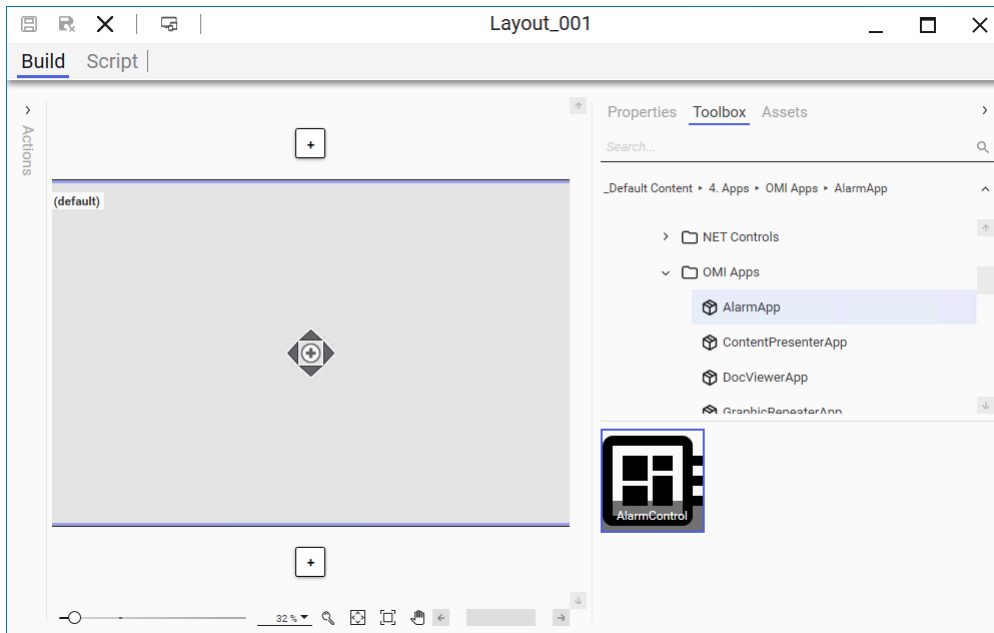 Layout_001
Build Script
Actions
Properties Toolbox Assets
Search...
_Default Content ▸ 4. Apps ▸ OMI Apps ▸ AlarmApp
(default)
NET Controls
OMI Apps
AlarmApp
ContentPresenterApp
DocViewerApp
GraphicRepeaterApp
AlarmControl
32 %